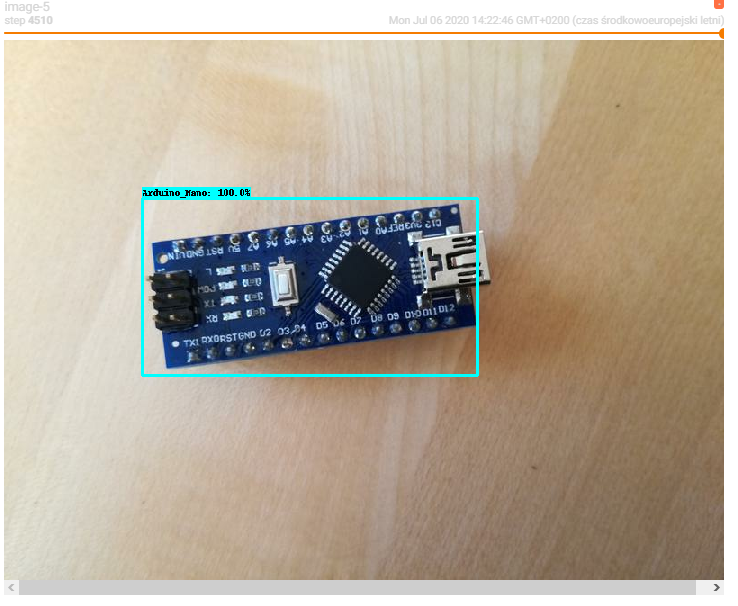 image-5
step 4510
Mon Jul 06 2020 14:22:46 GMT+0200 (czas środkowoeuropejski letni)
Arduino_Nano: 100.0%
VIN GND RST 5V A7 A6 A5 A4 A3 A2 A1 A0 REF 3V3 D13
L
POW
TX
RX
TX1 RX0 RST GND D2 D3 D4 D5 D6 D7 D8 D9 D10 D11 D12